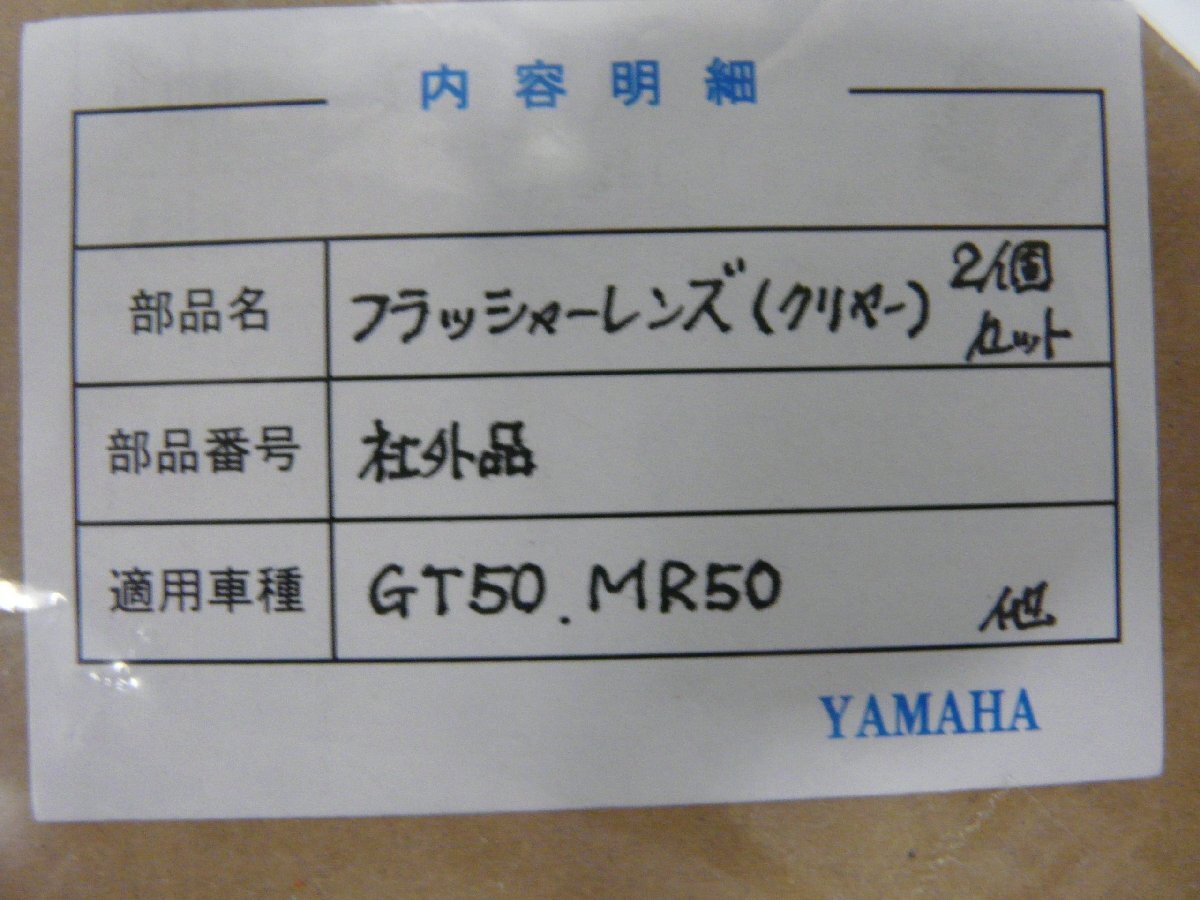 内容明細
部品名 フラッシャーレンズ(クリヤー) 2個
セット
部品番号 社外品
適用車種 GT50.MR50 他
YAMAHA